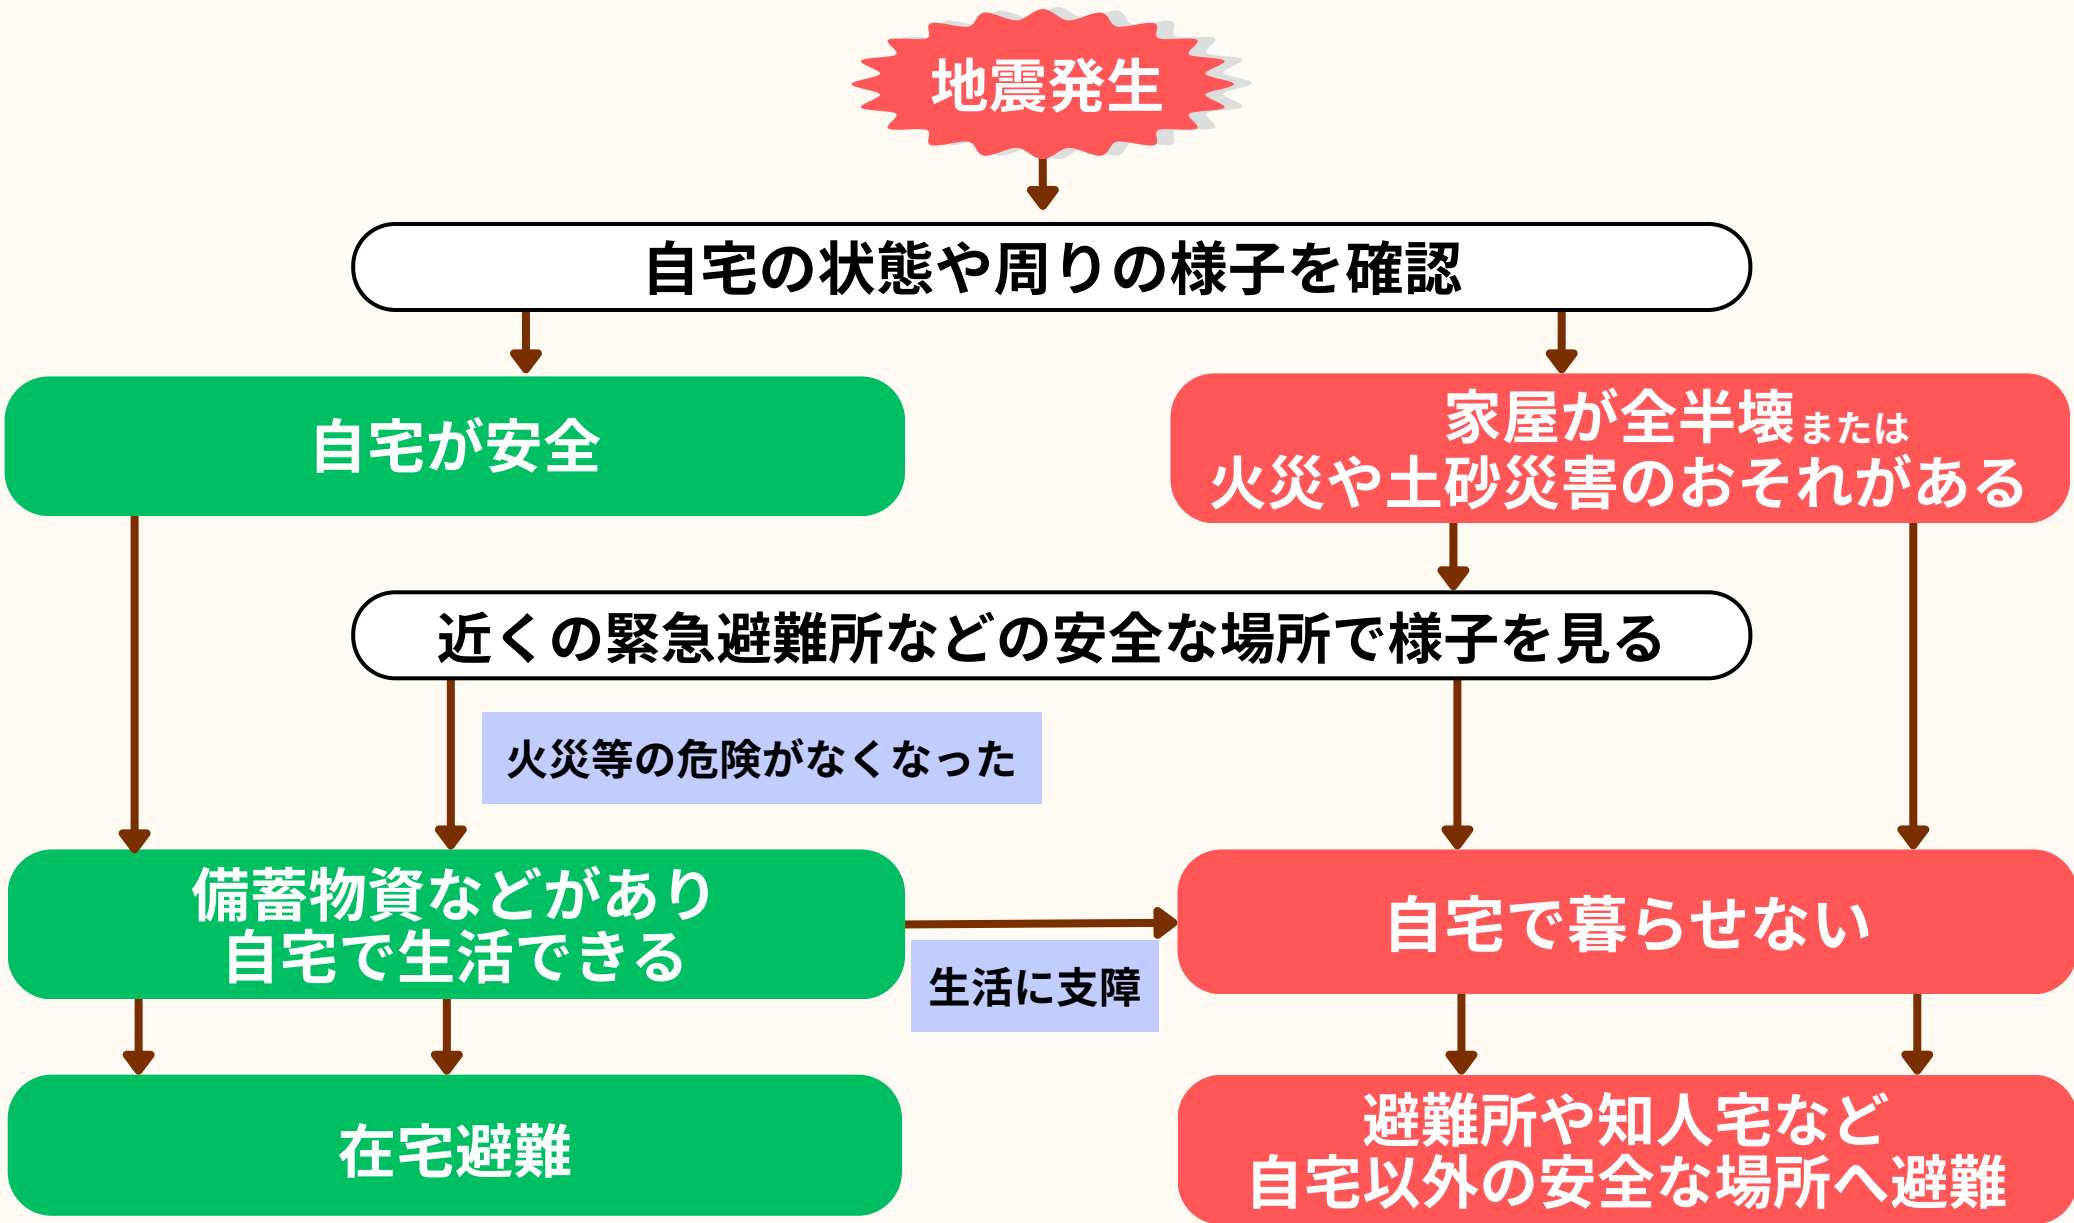 地震発生
自宅の状態や周りの様子を確認
自宅が安全
家屋が全半壊または
火災や土砂災害のおそれがある
近くの緊急避難所などの安全な場所で様子を見る
火災等の危険がなくなった
備蓄物資などがあり
自宅で生活できる
生活に支障
自宅で暮らせない
在宅避難
避難所や知人宅など
自宅以外の安全な場所へ避難